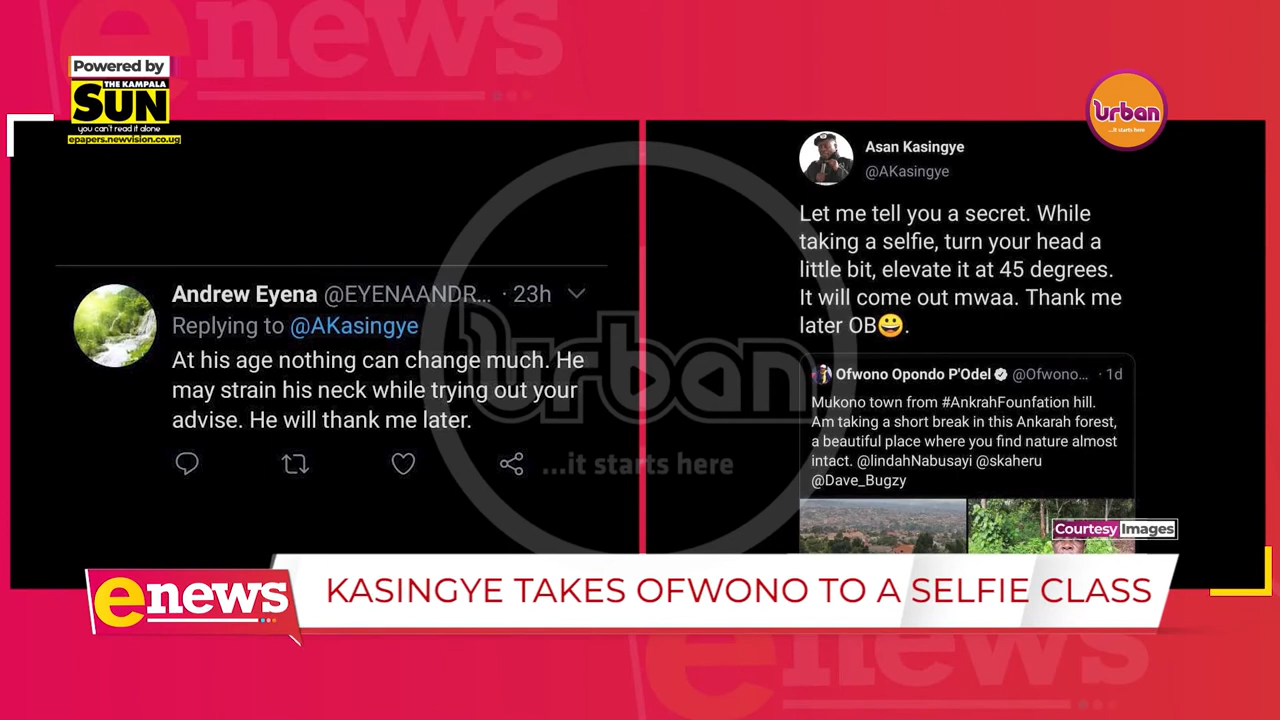 enews
Powered by
THE KAMPALA
SUN
you can't read it alone
epapers.newvision.co.ug
urban
...it starts here
Andrew Eyena @EYENAANDR... · 23h
Replying to @AKasingye
At his age nothing can change much. He
may strain his neck while trying out your
advise. He will thank me later.
Asan Kasingye
@AKasingye
Let me tell you a secret. While
taking a selfie, turn your head a
little bit, elevate it at 45 degrees.
It will come out mwaa. Thank me
later OB😀.
Ofwono Opondo P'Odel @Ofwono... · 1d
Mukono town from #AnkrahFounfation hill.
Am taking a short break in this Ankarah forest,
a beautiful place where you find nature almost
intact. @lindahNabusayi @skaheru
@Dave_Bugzy
urban
...it starts here
Courtesy Images
enews
KASINGYE TAKES OFWONO TO A SELFIE CLASS
enews